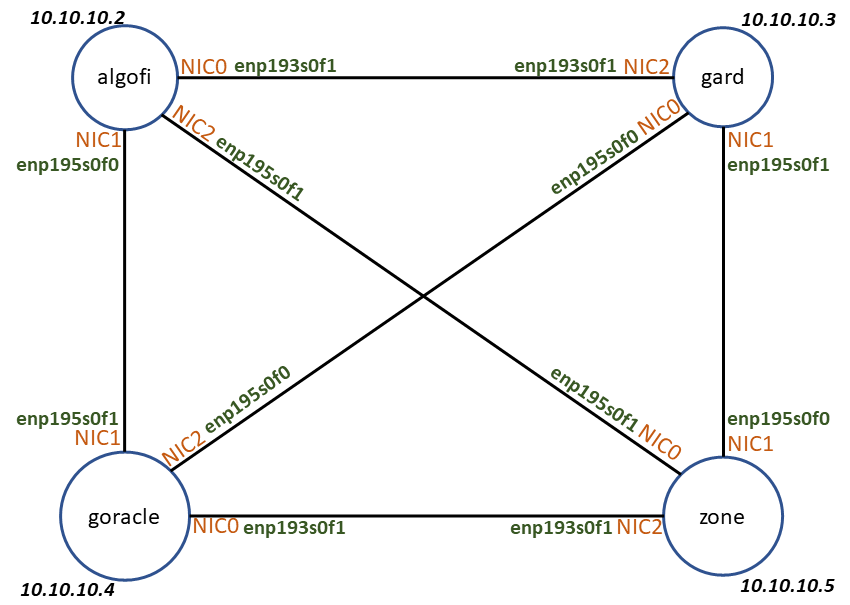 10.10.10.2
10.10.10.3
algofi
NIC0 enp193s0f1
enp193s0f1 NIC2
gard
NIC1
enp195s0f0
NIC2 enp195s0f1
enp195s0f0 NIC0
NIC1
enp195s0f1
enp195s0f1
NIC1
NIC2 enp195s0f0
enp195s0f1 NIC0
enp195s0f0
NIC1
goracle
NIC0 enp193s0f1
enp193s0f1 NIC2
zone
10.10.10.4
10.10.10.5